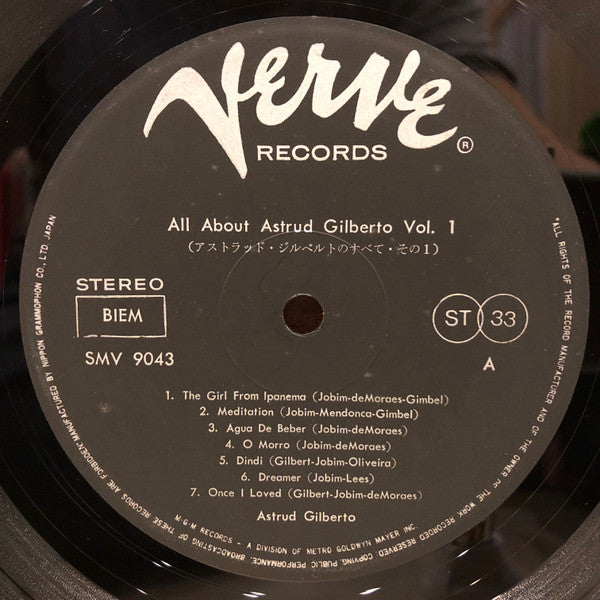 Verve
RECORDS ®
All About Astrud Gilberto Vol. 1
(アストラッド・ジルベルトのすべて・その1)
STEREO
BIEM
SMV 9043
ST 33
A
1. The Girl From Ipanema (Jobim-deMoraes-Gimbel)
2. Meditation (Jobim-Mendonca-Gimbel)
3. Agua De Beber (Jobim-deMoraes)
4. O Morro (Jobim-deMoraes)
5. Dindi (Gilbert-Jobim-Oliveira)
6. Dreamer (Jobim-Lees)
7. Once I Loved (Gilbert-Jobim-deMoraes)
Astrud Gilberto
M-G-M RECORDS - A DIVISION OF METRO GOLDWYN MAYER INC.
"ALL RIGHTS OF THE RECORD MANUFACTURER AND OF THE OWNER OF THE WORK RECORDED RESERVED. COPYING, PUBLIC PERFORMANCE, BROADCASTING OF THESE RECORDS ARE FORBIDDEN." MANUFACTURED BY NIPPON GRAMMOPHON CO., LTD. JAPAN